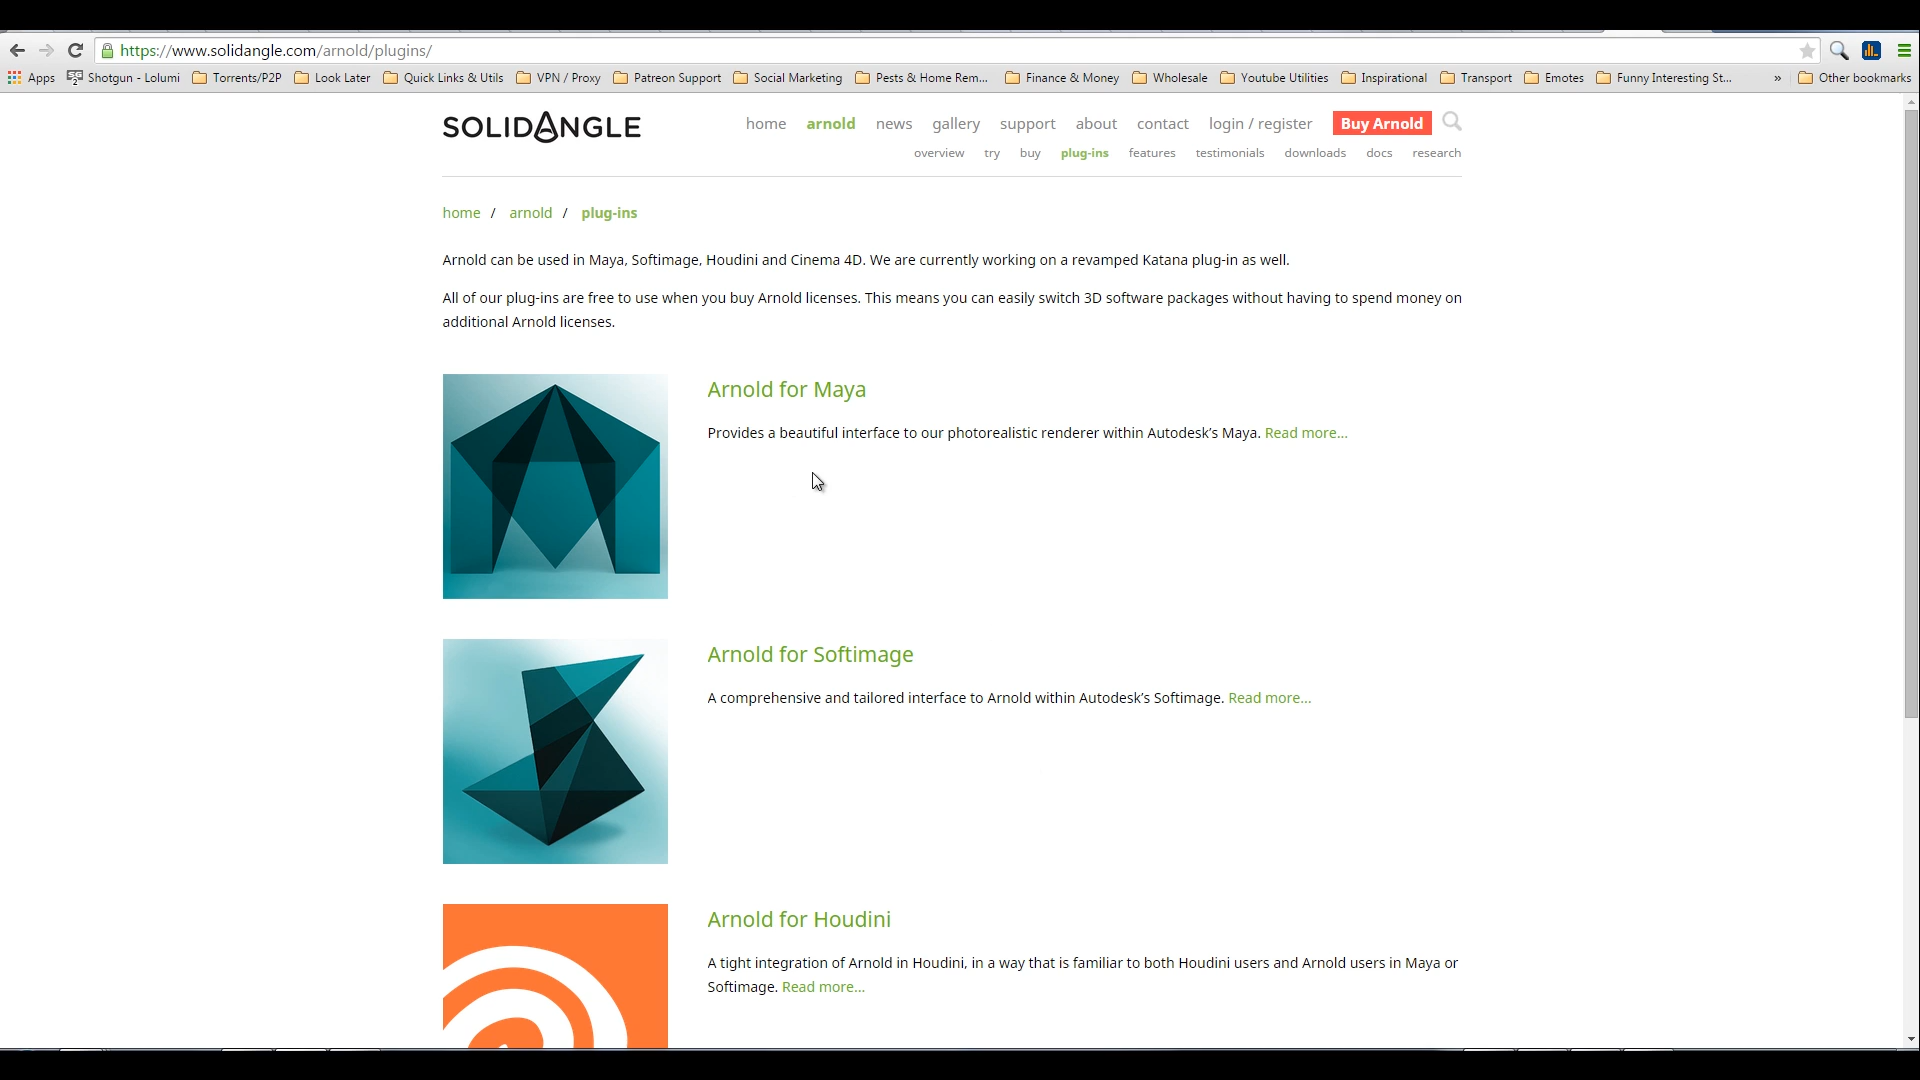 https://www.solidangle.com/arnold/plugins/
Apps Shotgun - Lolumi Torrents/P2P Look Later Quick Links & Utils VPN / Proxy Patreon Support Social Marketing Pests & Home Rem... Finance & Money Wholesale Youtube Utilities Inspirational Transport Emotes Funny Interesting St... » Other bookmarks
SOLIDANGLE
home arnold news gallery support about contact login / register Buy Arnold
overview try buy plug-ins features testimonials downloads docs research
home / arnold / plug-ins
Arnold can be used in Maya, Softimage, Houdini and Cinema 4D. We are currently working on a revamped Katana plug-in as well.
All of our plug-ins are free to use when you buy Arnold licenses. This means you can easily switch 3D software packages without having to spend money on
additional Arnold licenses.
Arnold for Maya
Provides a beautiful interface to our photorealistic renderer within Autodesk's Maya. Read more...
Arnold for Softimage
A comprehensive and tailored interface to Arnold within Autodesk's Softimage. Read more...
Arnold for Houdini
A tight integration of Arnold in Houdini, in a way that is familiar to both Houdini users and Arnold users in Maya or
Softimage. Read more...